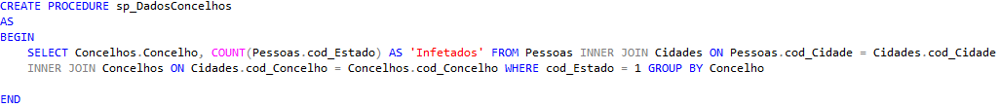 CREATE PROCEDURE sp_DadosConcelhos
AS
BEGIN
SELECT Concelhos.Concelho, COUNT(Pessoas.cod_Estado) AS 'Infetados' FROM Pessoas INNER JOIN Cidades ON Pessoas.cod_Cidade = Cidades.cod_Cidade
INNER JOIN Concelhos ON Cidades.cod_Concelho = Concelhos.cod_Concelho WHERE cod_Estado = 1 GROUP BY Concelho
END